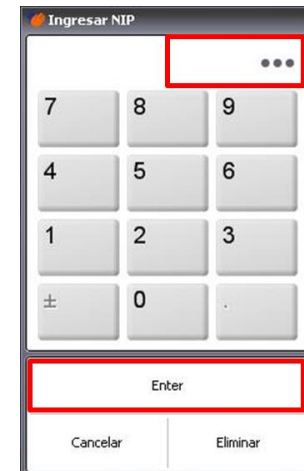 Ingresar NIP
•••
7 8 9
4 5 6
1 2 3
± 0 .
Enter
Cancelar Eliminar